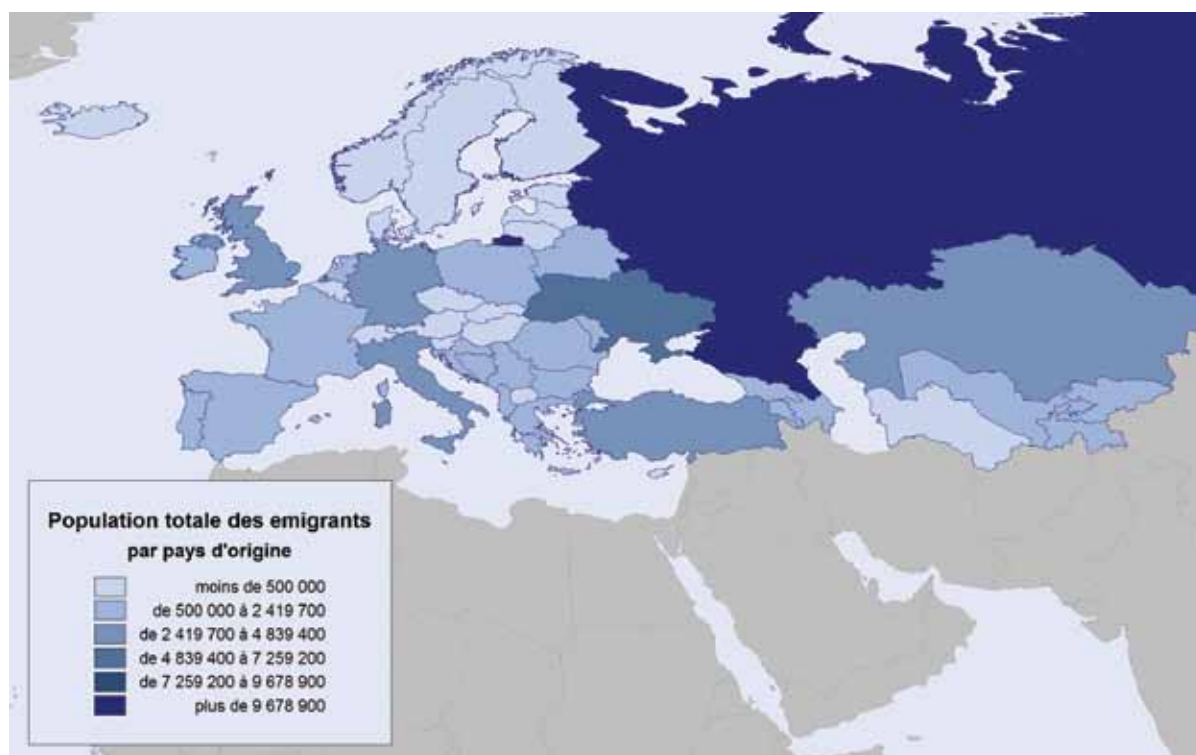 Population totale des emigrants
par pays d'origine
moins de 500 000
de 500 000 à 2 419 700
de 2 419 700 à 4 839 400
de 4 839 400 à 7 259 200
de 7 259 200 à 9 678 900
plus de 9 678 900